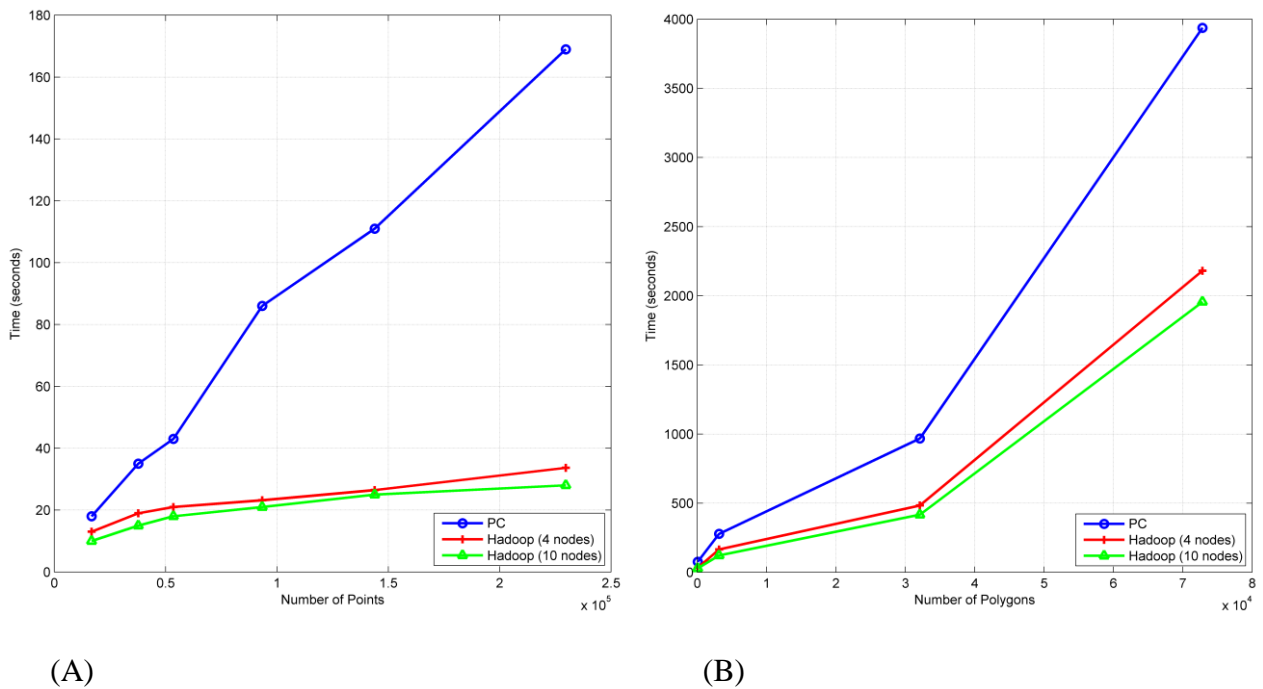 180
160
140
120
100
80
60
40
20
0
Time (seconds)
0 0.5 1 1.5 2 2.5
x 10^5
Number of Points
PC
Hadoop (4 nodes)
Hadoop (10 nodes)
(A)
4000
3500
3000
2500
2000
1500
1000
500
0
Time (seconds)
0 1 2 3 4 5 6 7 8
x 10^4
Number of Polygons
PC
Hadoop (4 nodes)
Hadoop (10 nodes)
(B)